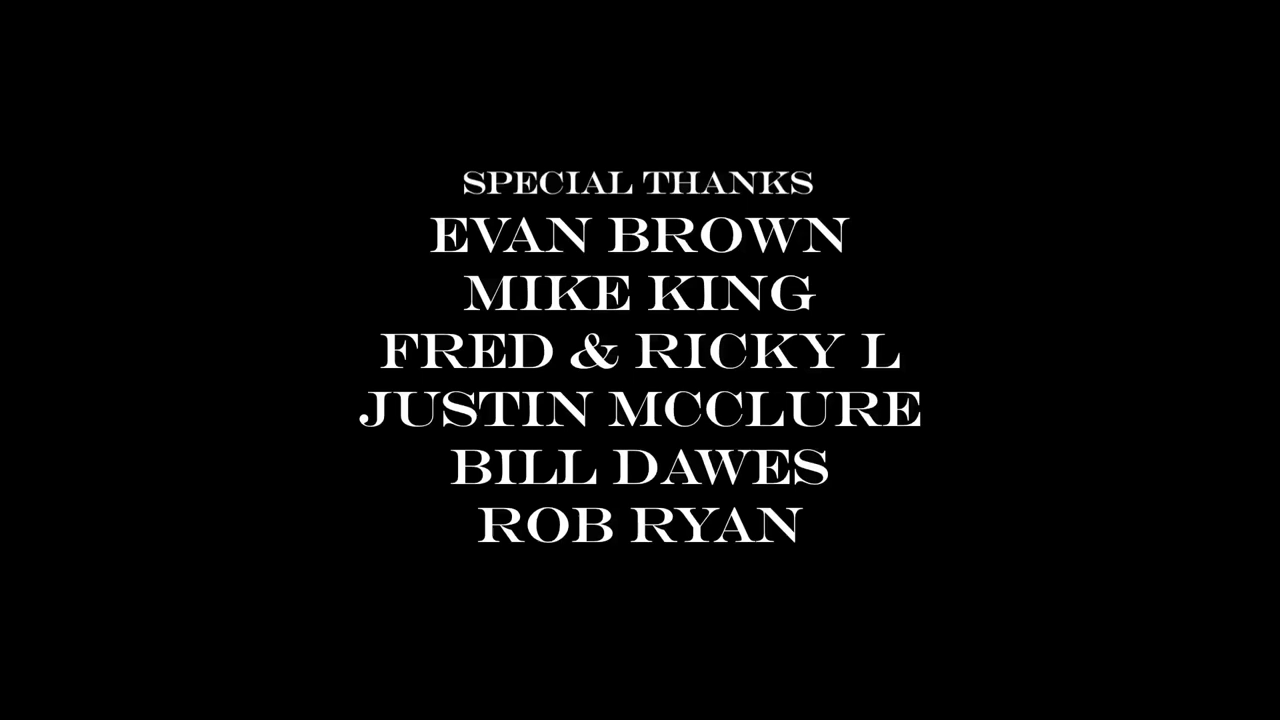 SPECIAL THANKS
EVAN BROWN
MIKE KING
FRED & RICKY L
JUSTIN MCCLURE
BILL DAWES
ROB RYAN